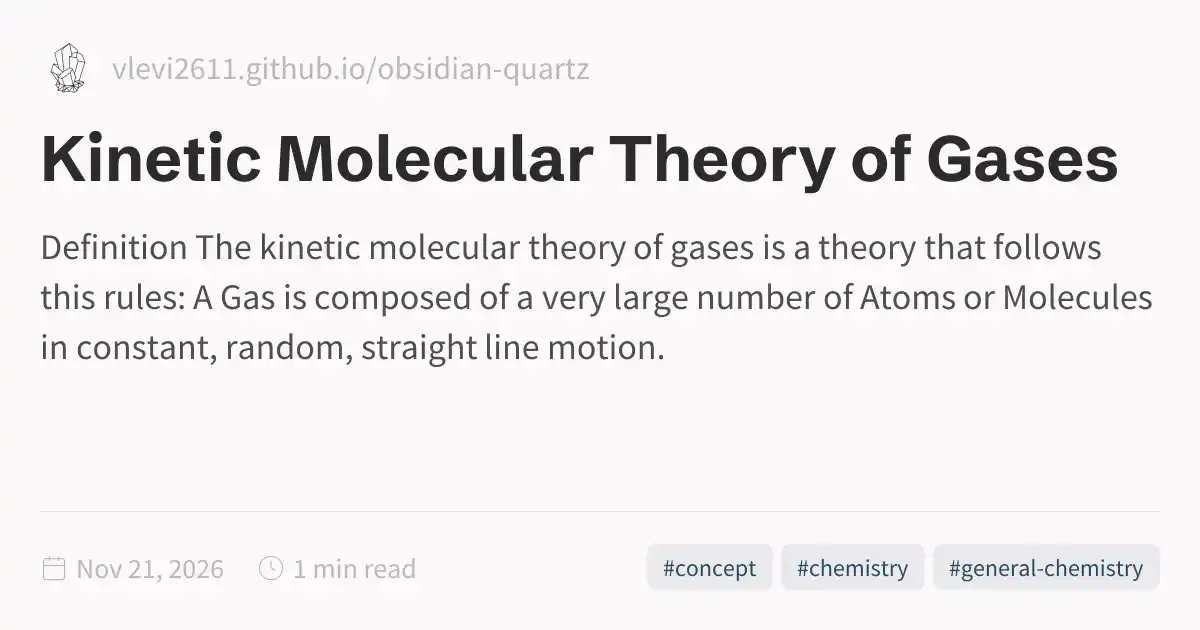 vlevi2611.github.io/obsidian-quartz
Kinetic Molecular Theory of Gases
Definition The kinetic molecular theory of gases is a theory that follows
this rules: A Gas is composed of a very large number of Atoms or Molecules
in constant, random, straight line motion.
Nov 21, 2026 1 min read #concept #chemistry #general-chemistry